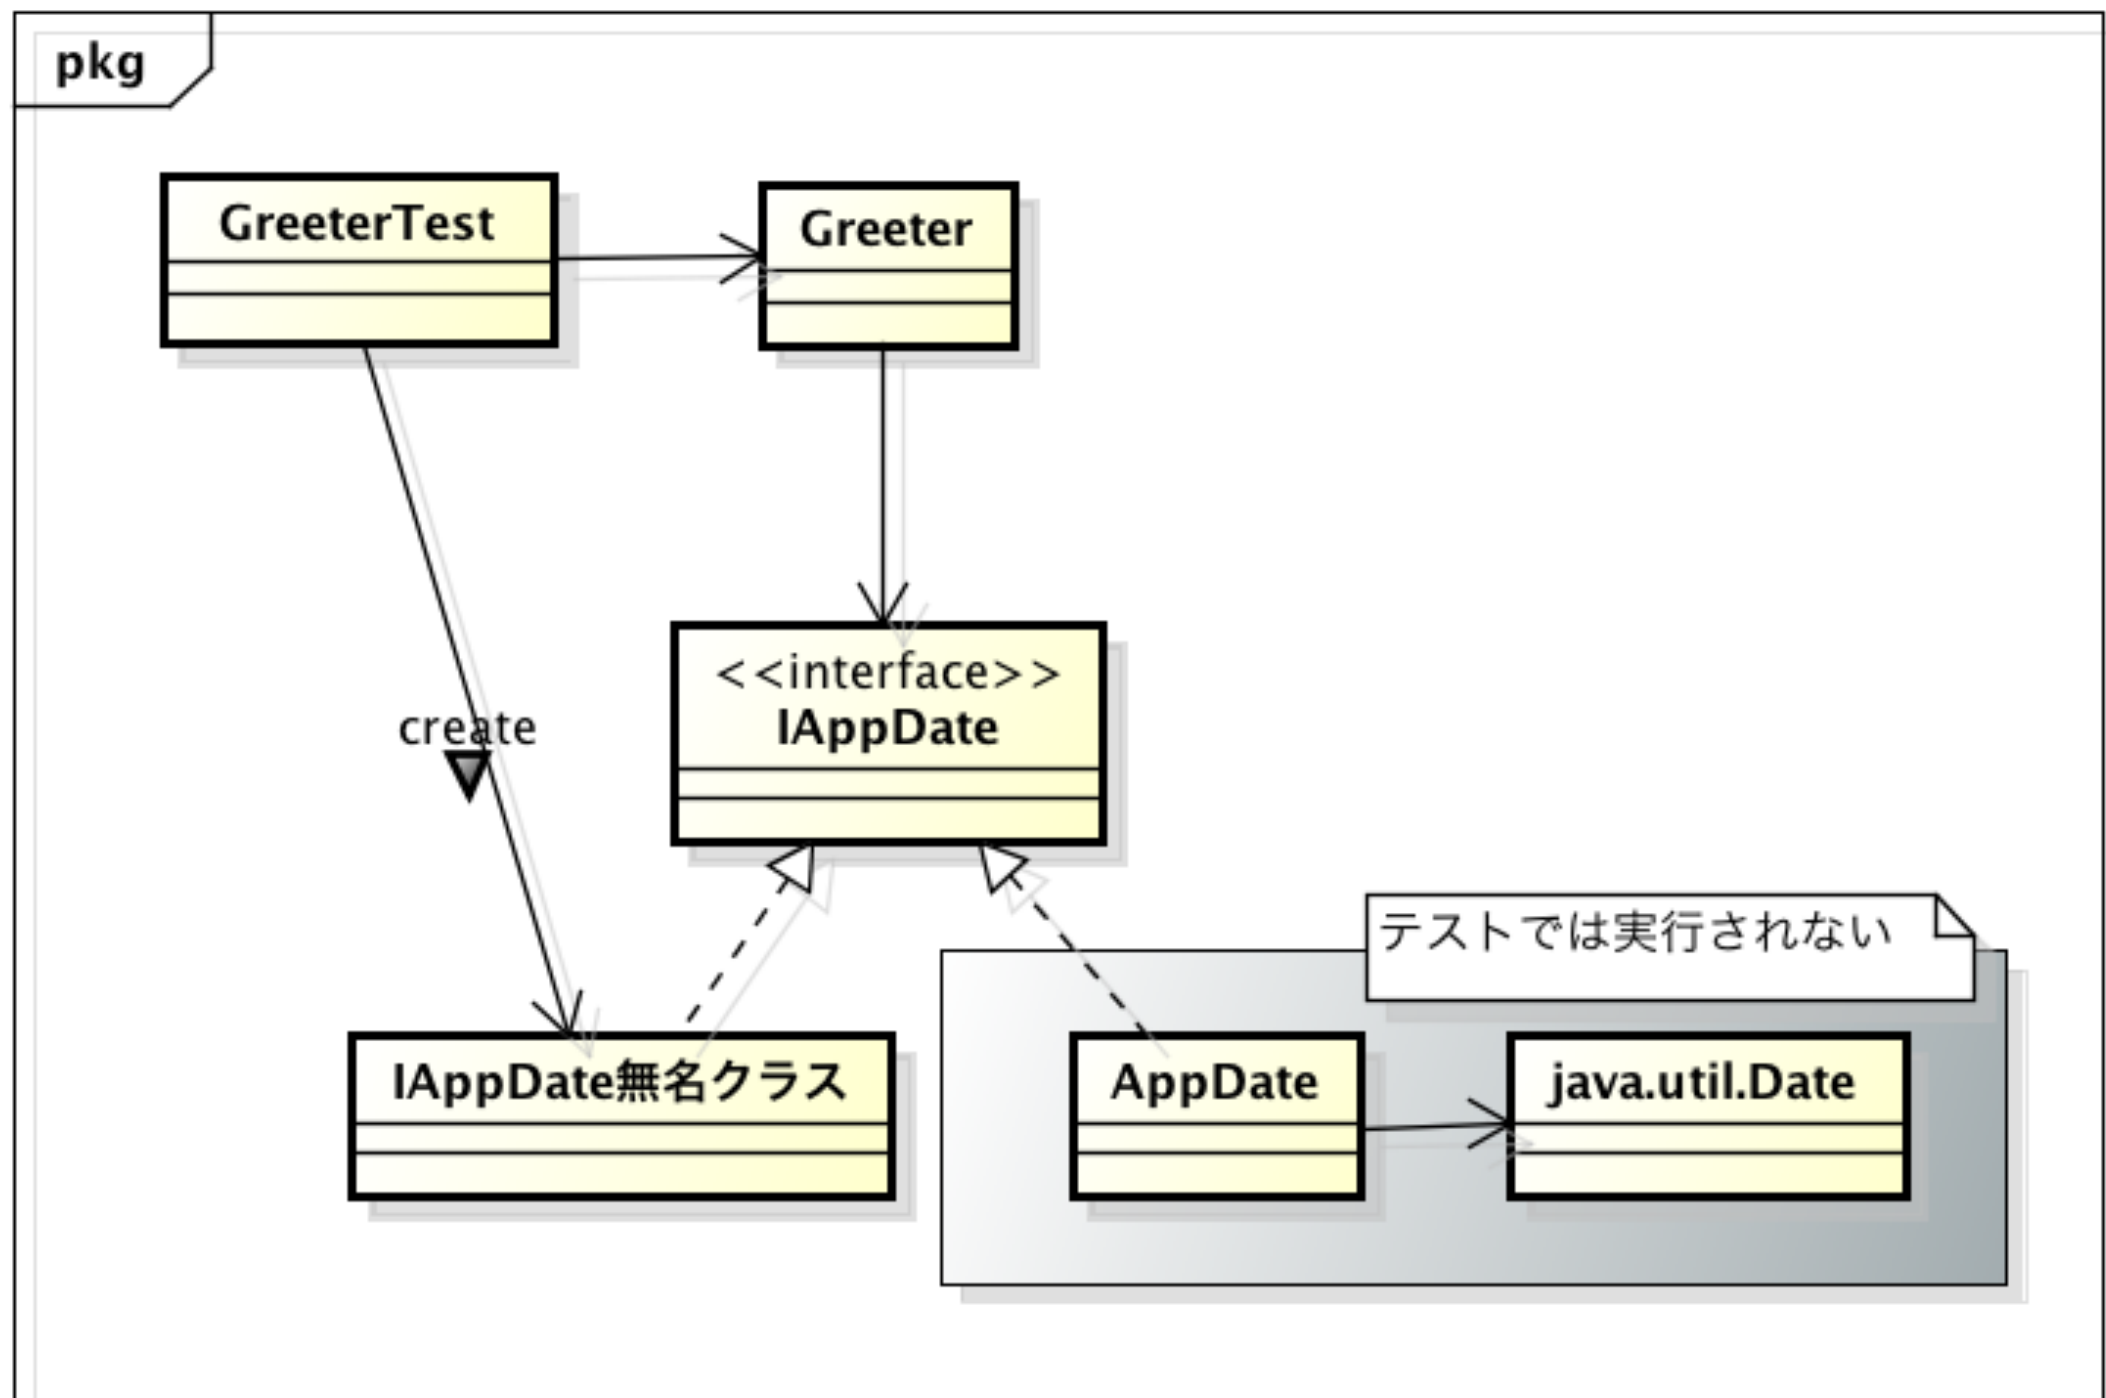 pkg
GreeterTest
Greeter
create
<<interface>>
IAppDate
テストでは実行されない
IAppDate無名クラス
AppDate
java.util.Date